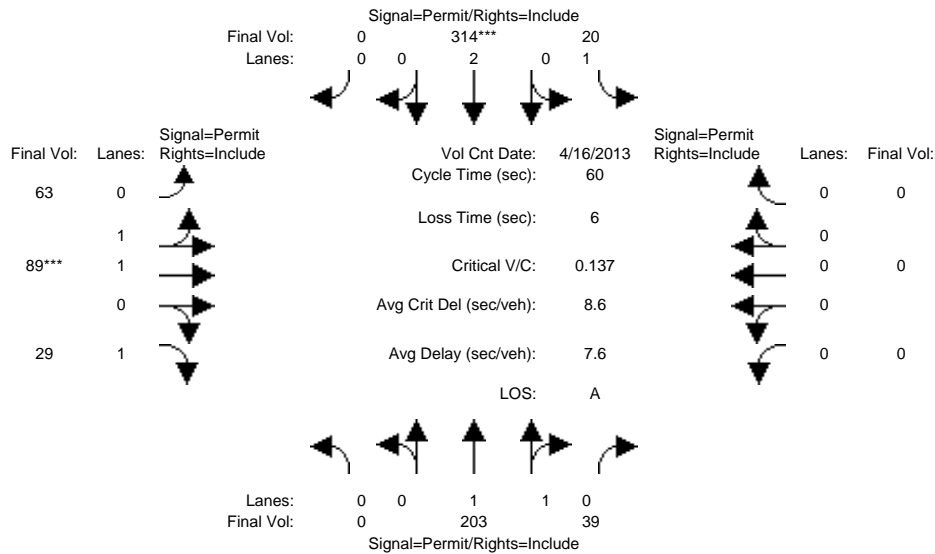 Signal=Permit/Rights=Include
Final Vol: 0 314*** 20
Lanes: 0 0 2 0 1
Signal=Permit
Final Vol: Lanes: Rights=Include
Vol Cnt Date: 4/16/2013
Signal=Permit
Rights=Include Lanes: Final Vol:
Cycle Time (sec): 60
63 0
0 0
Loss Time (sec): 6
1
0
89*** 1
Critical V/C: 0.137
0 0
0
Avg Crit Del (sec/veh): 8.6
0
29 1
Avg Delay (sec/veh): 7.6
0 0
LOS: A
Lanes: 0 0 1 1 0
Final Vol: 0 203 39
Signal=Permit/Rights=Include